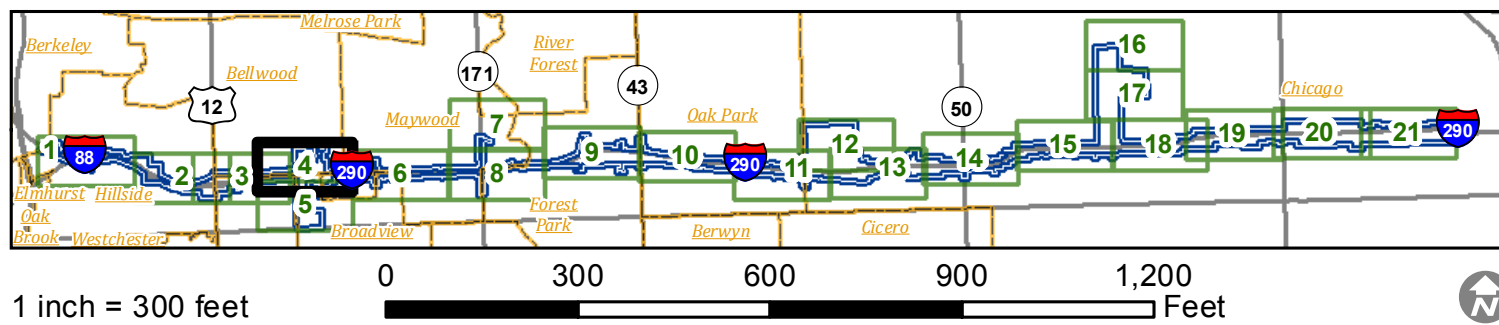 Melrose Park
Berkeley
River
Forest
Bellwood
171
43
12
50
16
17
Chicago
Maywood
Oak Park
7
1
88
2
3
4
290
6
8
9
10
290
11
12
13
14
15
18
19
20
21
290
5
Elmhurst
Hillside
Oak
Brook
Westchester
Broadview
Forest
Park
Berwyn
Cicero
0 300 600 900 1,200
1 inch = 300 feet
Feet
N